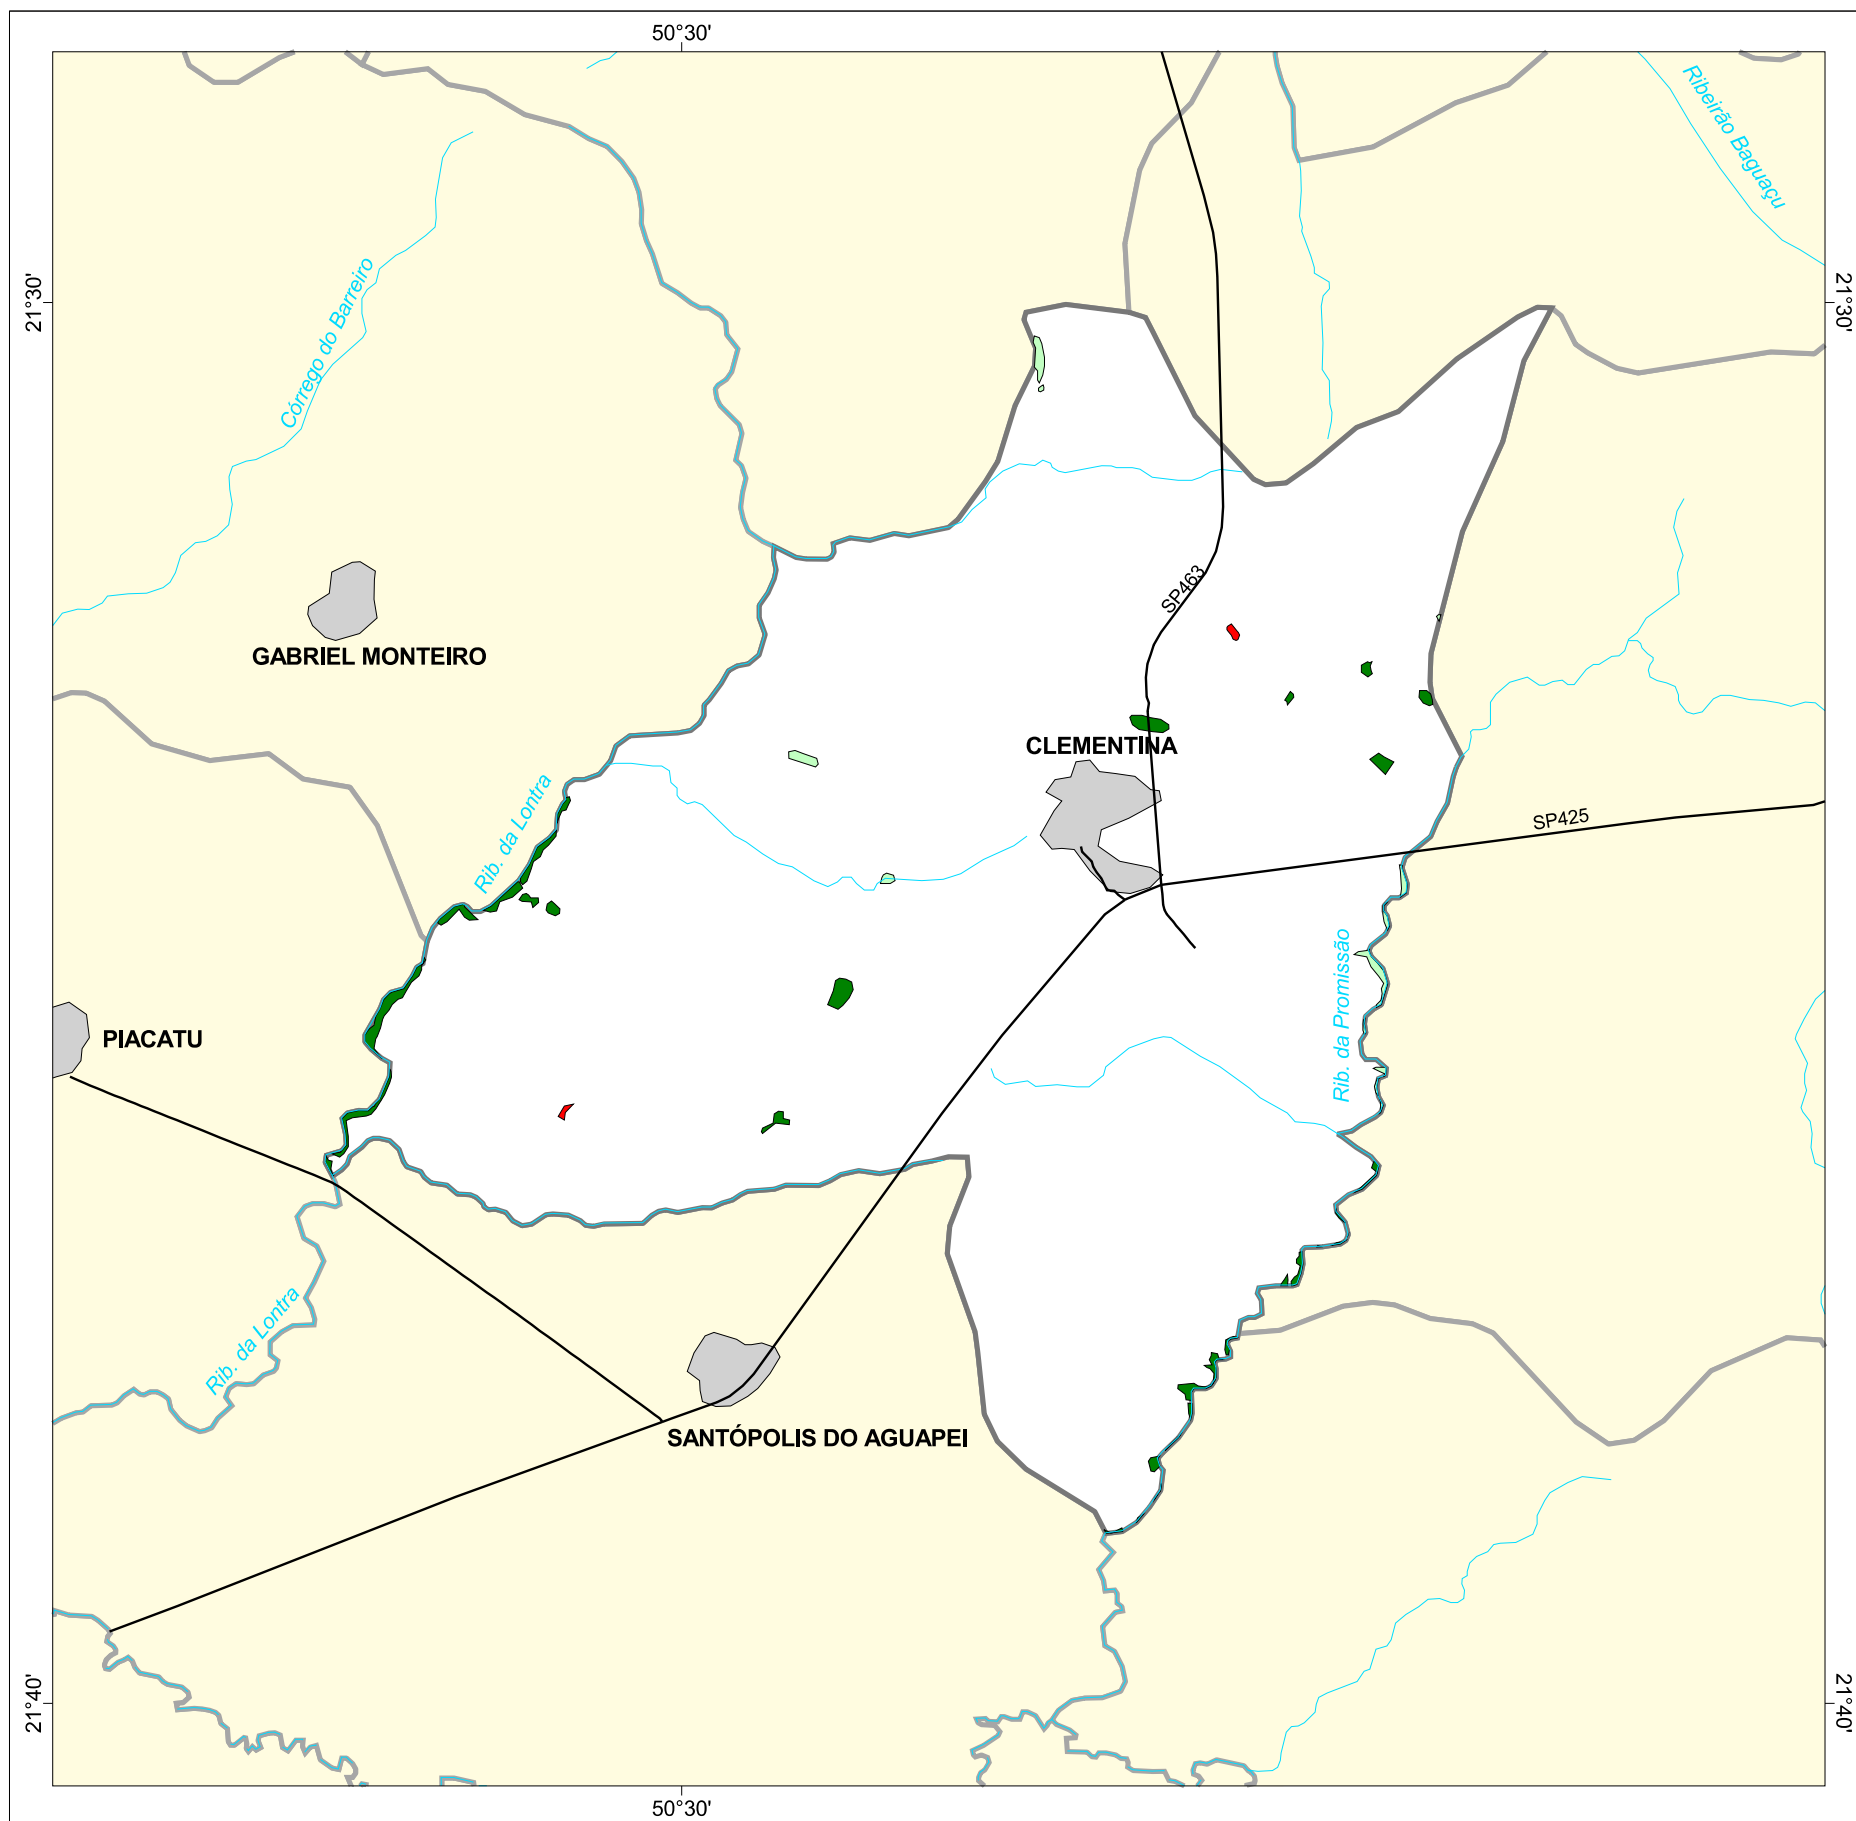 50°30'
Ribeirão Baguaçu
21°30'
21°30'
Córrego do Barreiro
SP463
GABRIEL MONTEIRO
CLEMENTINA
SP425
Rib. da Lontra
Rib. da Promissão
PIACATU
Rib. da Lontra
SANTÓPOLIS DO AGUAPEI
21°40'
21°40'
50°30'